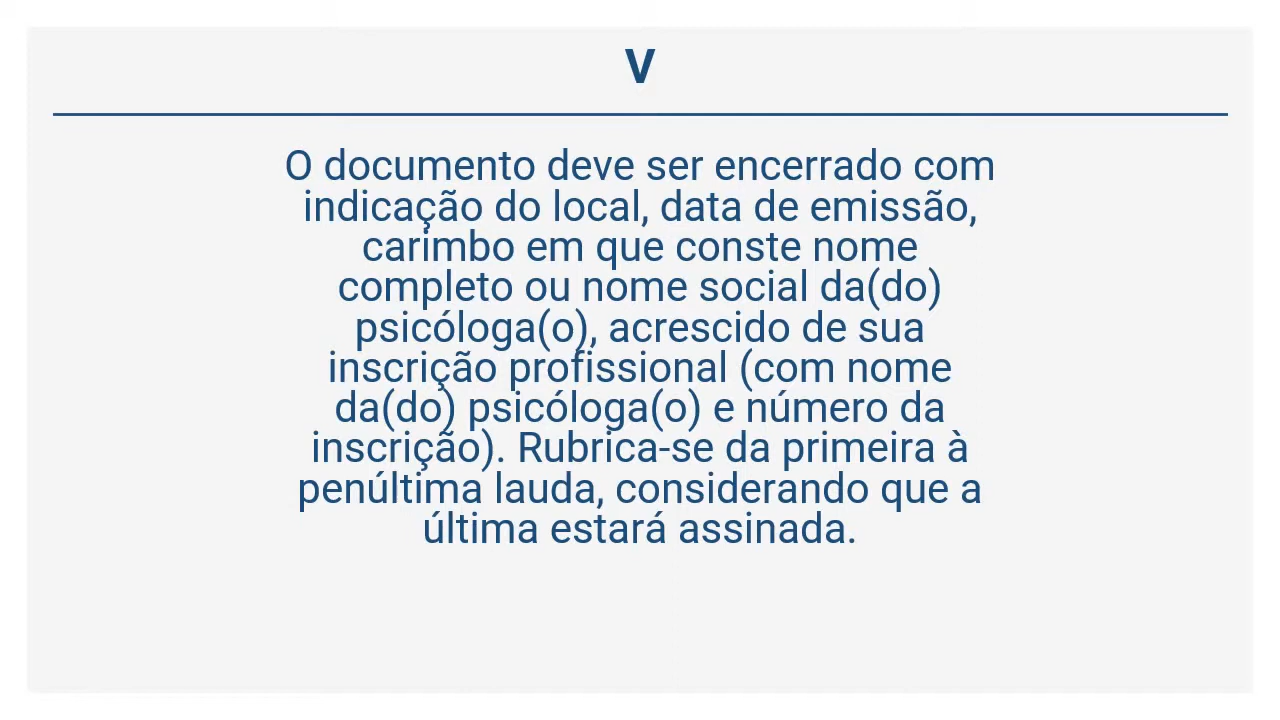 V
O documento deve ser encerrado com
indicação do local, data de emissão,
carimbo em que conste nome
completo ou nome social da(do)
psicóloga(o), acrescido de sua
inscrição profissional (com nome
da(do) psicóloga(o) e número da
inscrição). Rubrica-se da primeira à
penúltima lauda, considerando que a
última estará assinada.